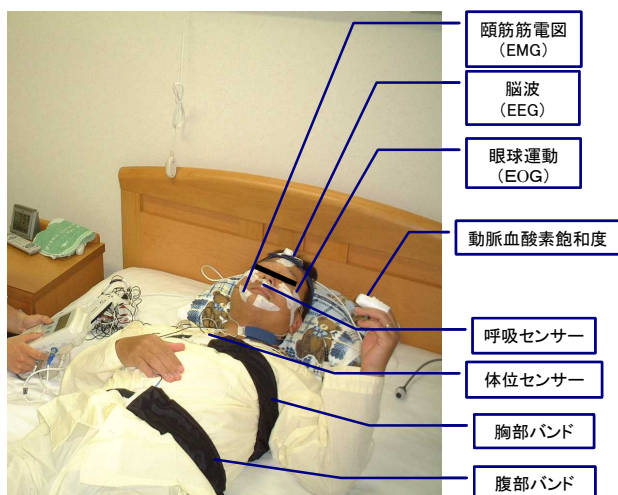 頤筋筋電図
(EMG)
脳波
(EEG)
眼球運動
(EOG)
動脈血酸素飽和度
呼吸センサー
体位センサー
胸部バンド
腹部バンド